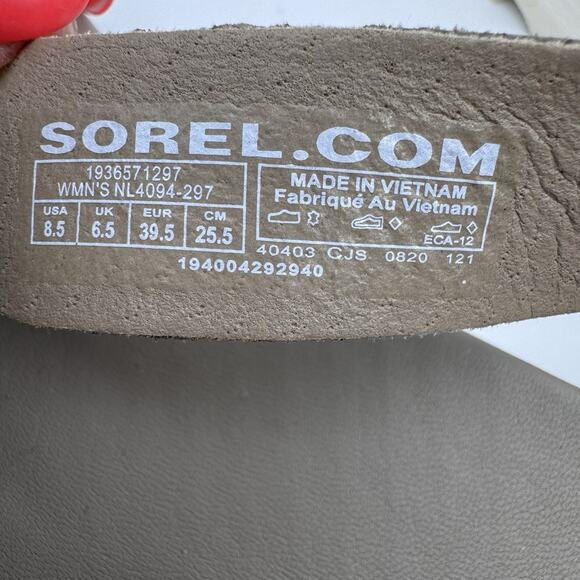 SOREL.COM
1936571297
WMN'S NL4094-297
USA UK EUR CM
8.5 6.5 39.5 25.5
MADE IN VIETNAM
Fabriqué Au Vietnam
ECA-12
40403 CJS 0820 121
194004292940